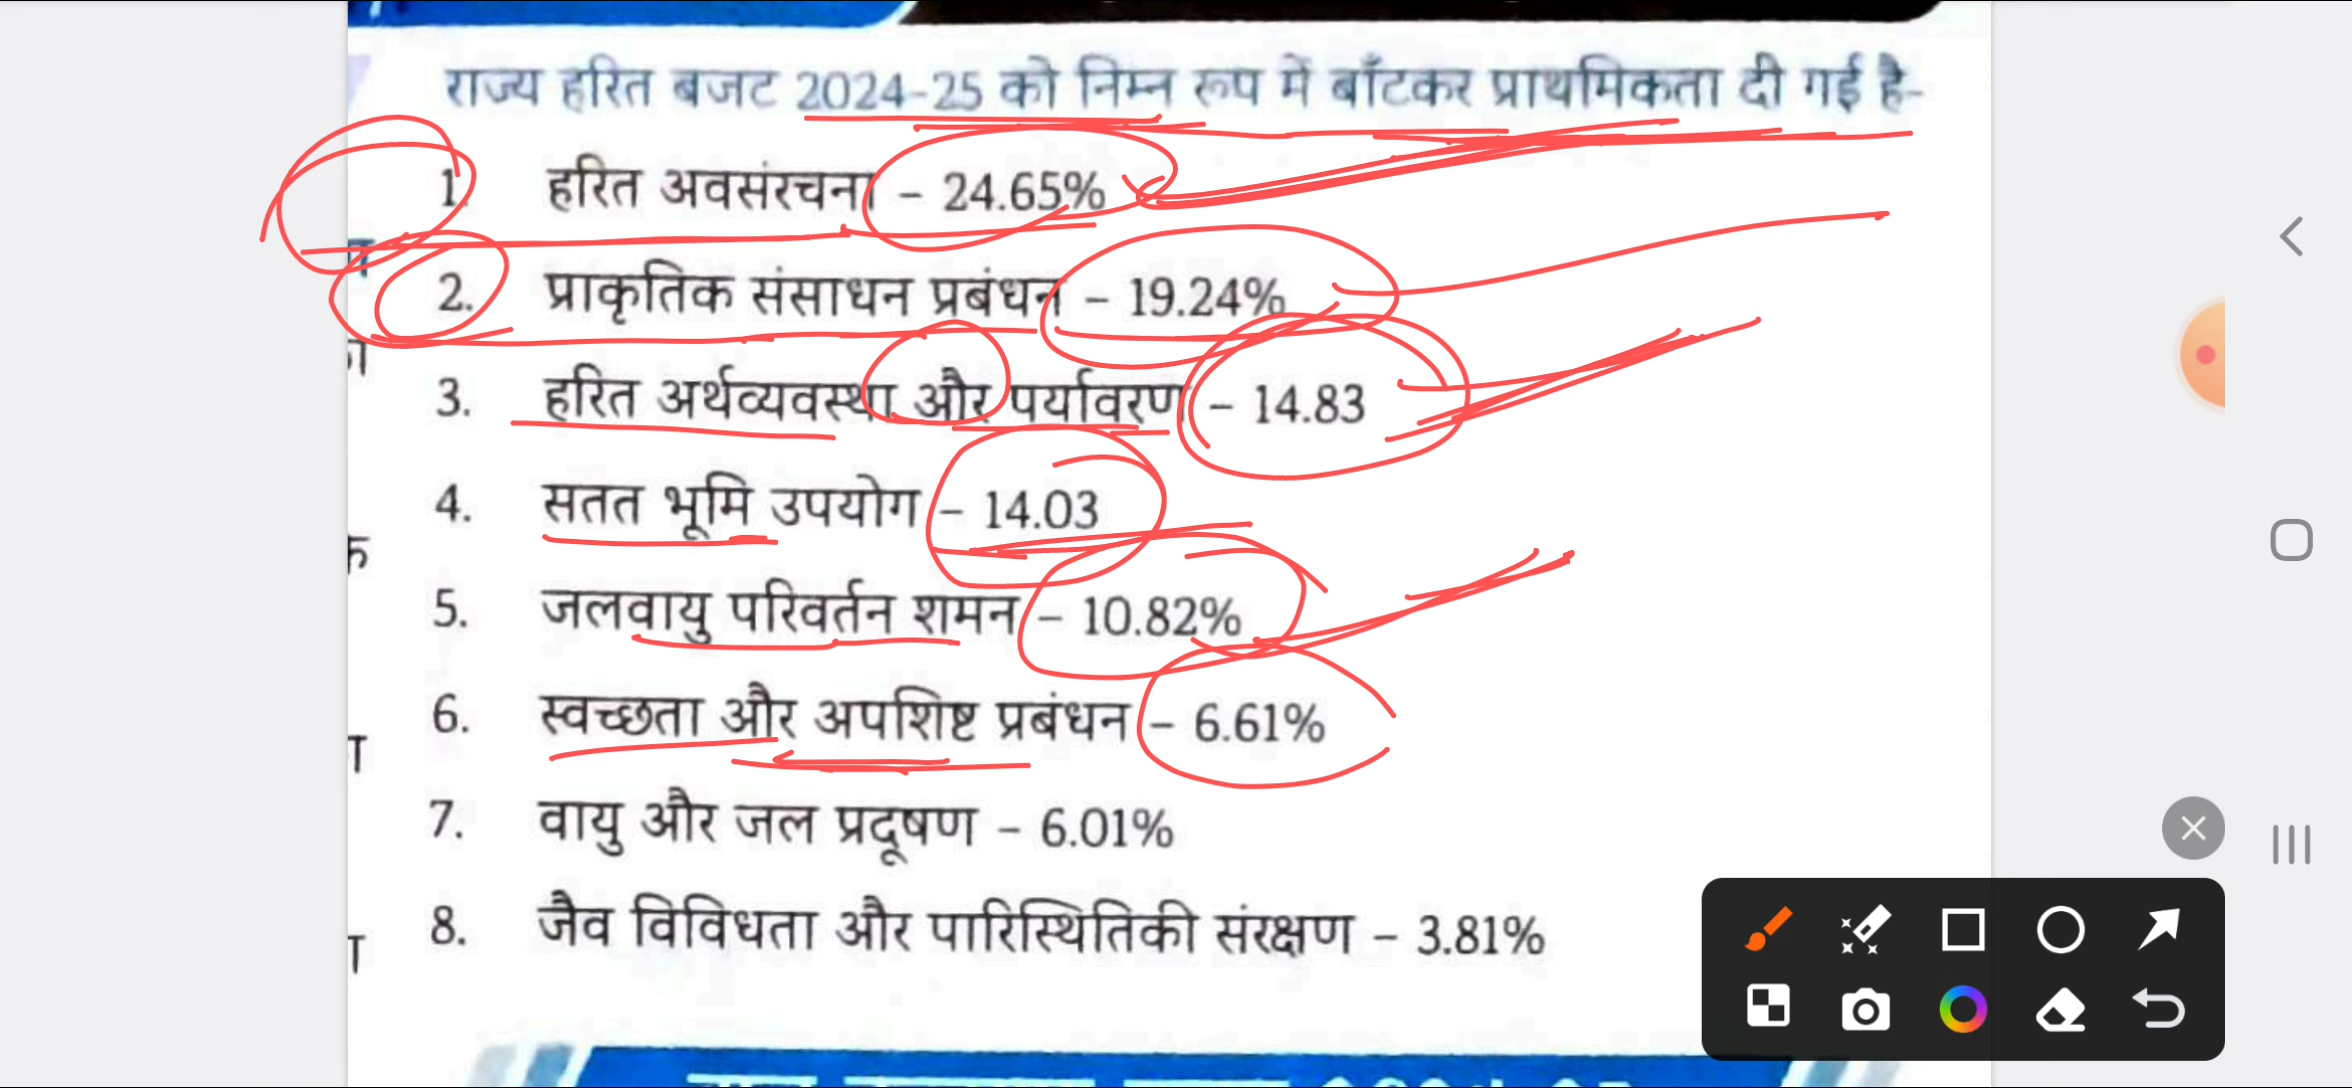 राज्य हरित बजट 2024-25 को निम्न रूप में बाँटकर प्राथमिकता दी गई है-
1. हरित अवसंरचना – 24.65%
2. प्राकृतिक संसाधन प्रबंधन – 19.24%
3. हरित अर्थव्यवस्था और पर्यावरण – 14.83
4. सतत भूमि उपयोग – 14.03
5. जलवायु परिवर्तन शमन – 10.82%
6. स्वच्छता और अपशिष्ट प्रबंधन – 6.61%
7. वायु और जल प्रदूषण – 6.01%
8. जैव विविधता और पारिस्थितिकी संरक्षण – 3.81%